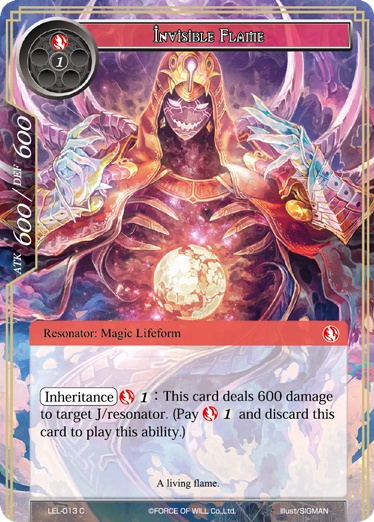 Invisible Flame
1
ATK 600 / DEF 600
Resonator: Magic Lifeform
Inheritance 1 : This card deals 600 damage
to target J/resonator. (Pay 1 and discard this
card to play this ability.)
A living flame.
LEL-013 C ©FORCE OF WILL Co.,Ltd. Illust/SIGMAN